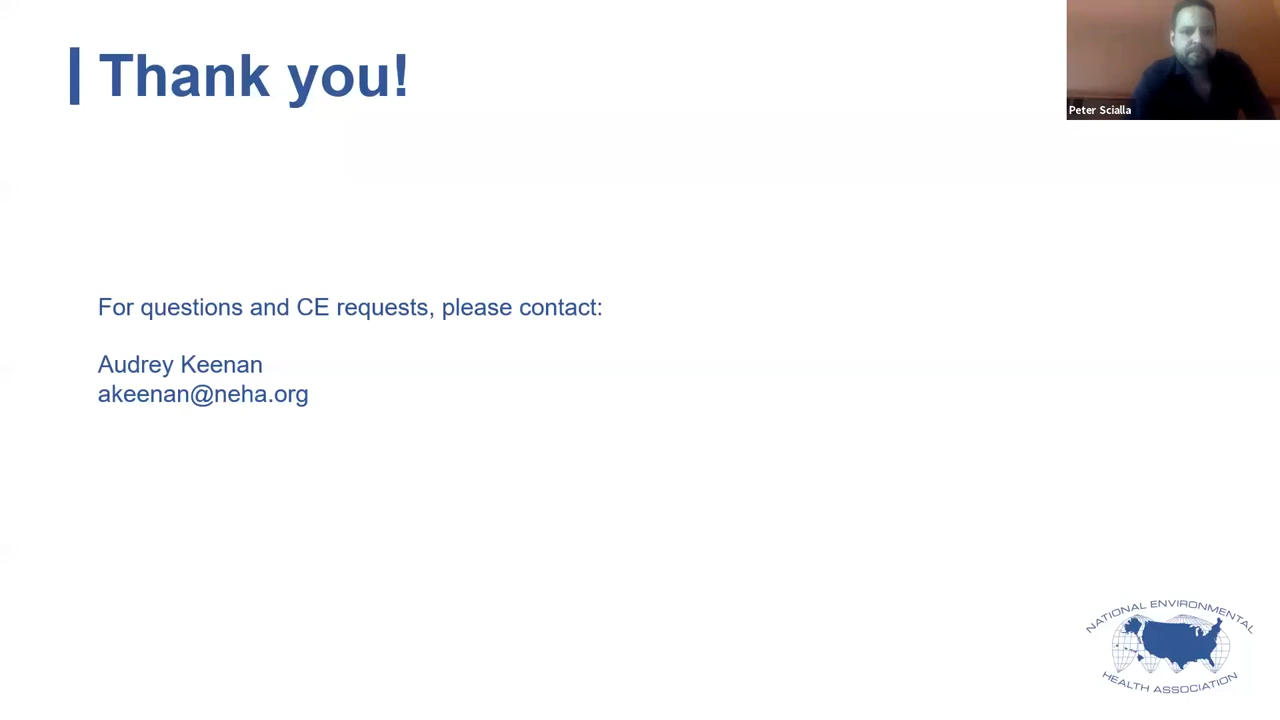 Thank you!
Peter Scialla
For questions and CE requests, please contact:
Audrey Keenan
akeenan@neha.org
NATIONAL ENVIRONMENTAL
HEALTH ASSOCIATION